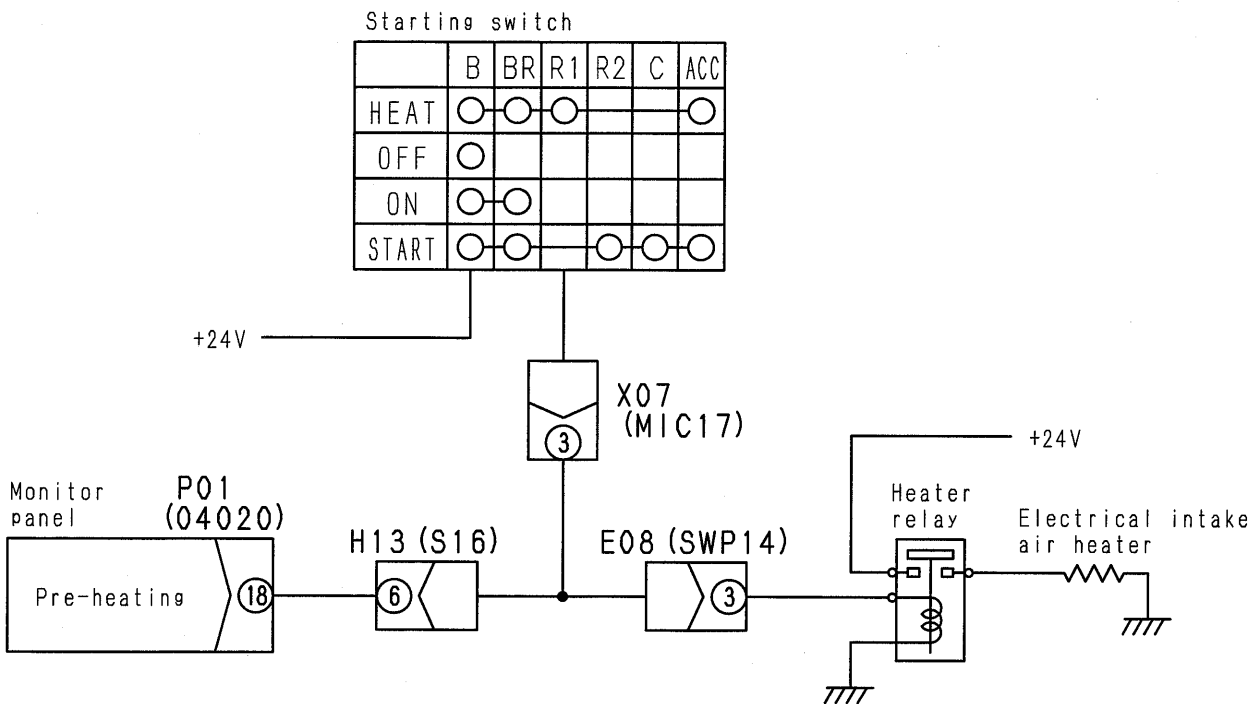 Starting switch
B BR R1 R2 C ACC
HEAT
OFF
ON
START
+24V
X07
(MIC17)
3
+24V
Monitor
panel
P01
(04020)
Pre-heating
18
H13 (S16)
6
E08 (SWP14)
3
Heater
relay
Electrical intake
air heater